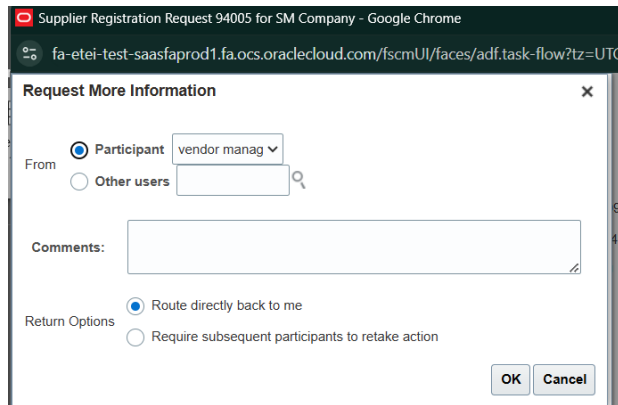 Supplier Registration Request 94005 for SM Company - Google Chrome
fa-etei-test-saasfaprod1.fa.ocs.oraclecloud.com/fscmUI/faces/adf.task-flow?tz=UTC
Request More Information
From
Participant vendor manag
Other users
Comments:
Return Options
Route directly back to me
Require subsequent participants to retake action
OK Cancel